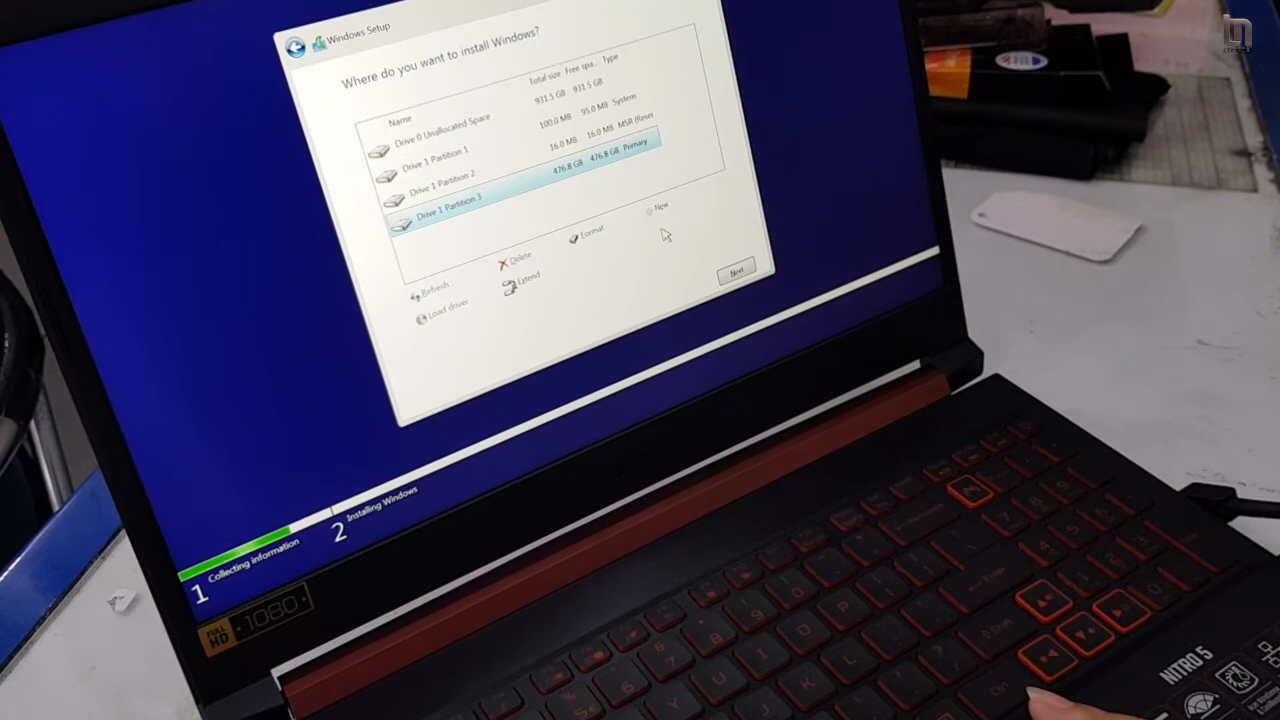 Windows Setup
Where do you want to install Windows?
Name Total size Free spa... Type
Drive 0 Unallocated Space 931.5 GB 931.5 GB
Drive 1 Partition 1 100.0 MB 95.0 MB System
Drive 1 Partition 2 16.0 MB 16.0 MB MSR (Reser
Drive 1 Partition 3 476.8 GB 476.8 GB Primary
Refresh Delete Format New
Load driver Extend
Next
1 Collecting information 2 Installing Windows
FULL HD 1080
NITRO 5